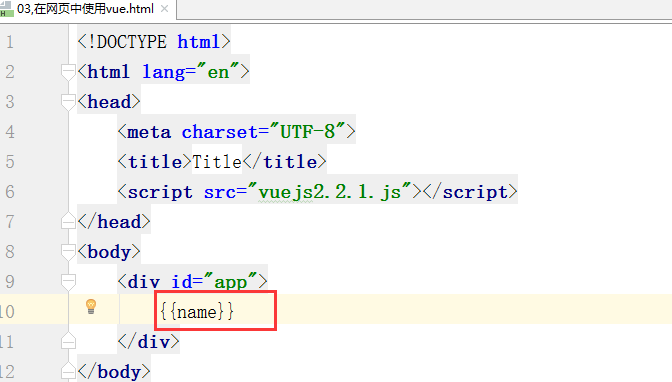 H
03,在网页中使用vue.html ×
1 <!DOCTYPE html>
2 <html lang="en">
3 <head>
4 <meta charset="UTF-8">
5 <title>Title</title>
6 <script src="vuejs2.2.1.js"></script>
7 </head>
8 <body>
9 <div id="app">
10 {{name}}
11 </div>
12 </body>